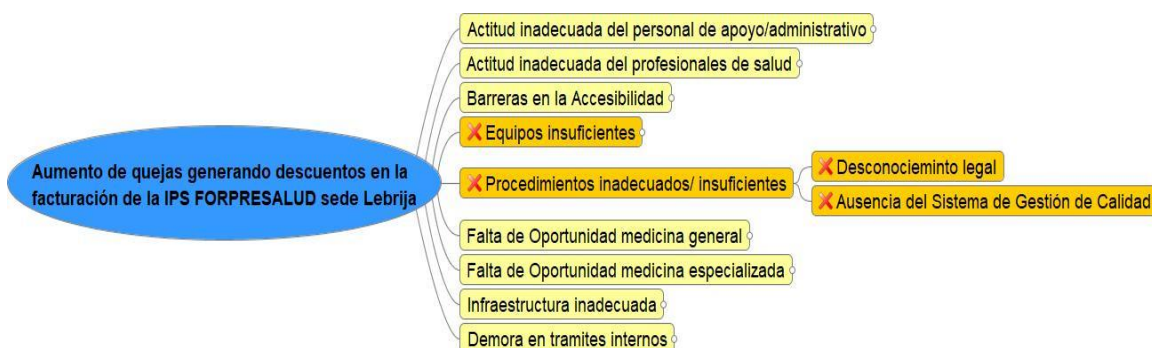 Actitud inadecuada del personal de apoyo/administrativo
Actitud inadecuada del profesionales de salud
Barreras en la Accesibilidad
Equipos insuficientes
Aumento de quejas generando descuentos en la
facturación de la IPS FORPRESALUD sede Lebrija
Procedimientos inadecuados/ insuficientes
Desconocieminto legal
Ausencia del Sistema de Gestión de Calidad
Falta de Oportunidad medicina general
Falta de Oportunidad medicina especializada
Infraestructura inadecuada
Demora en tramites internos